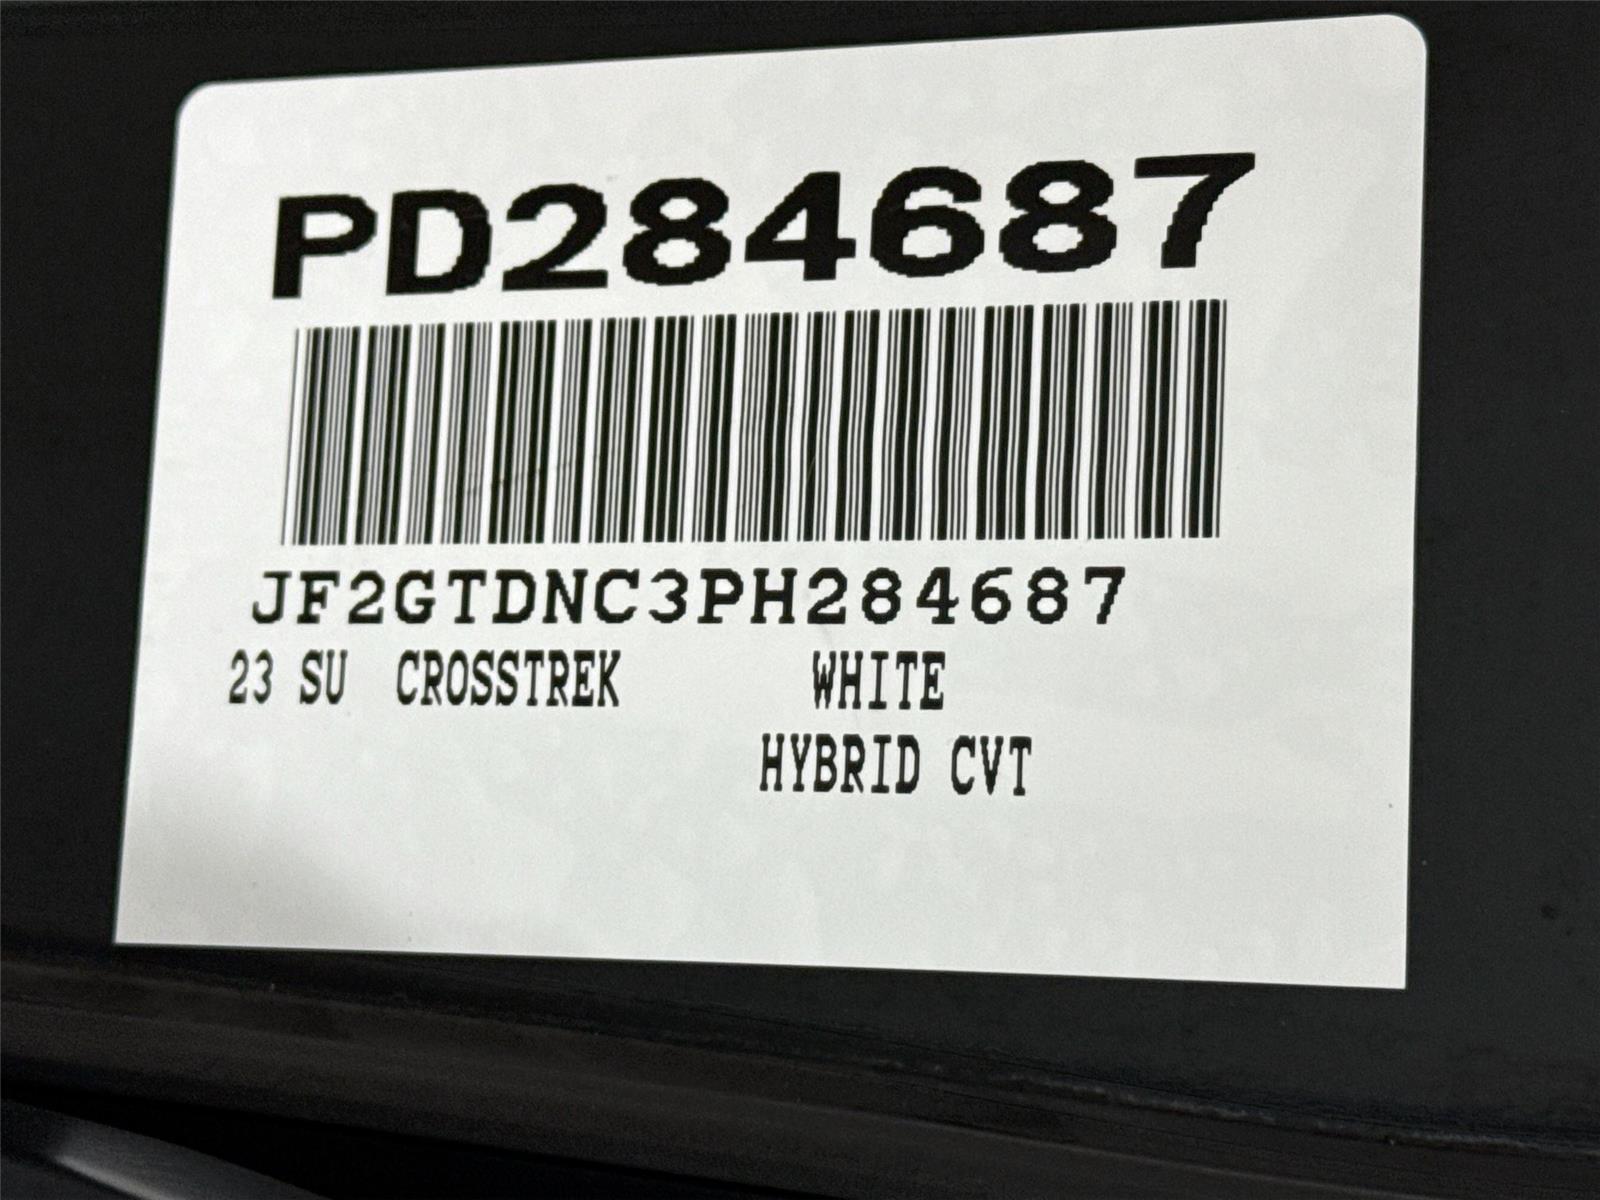 PD284687
JF2GTDNC3PH284687
23 SU CROSSTREK WHITE
HYBRID CVT